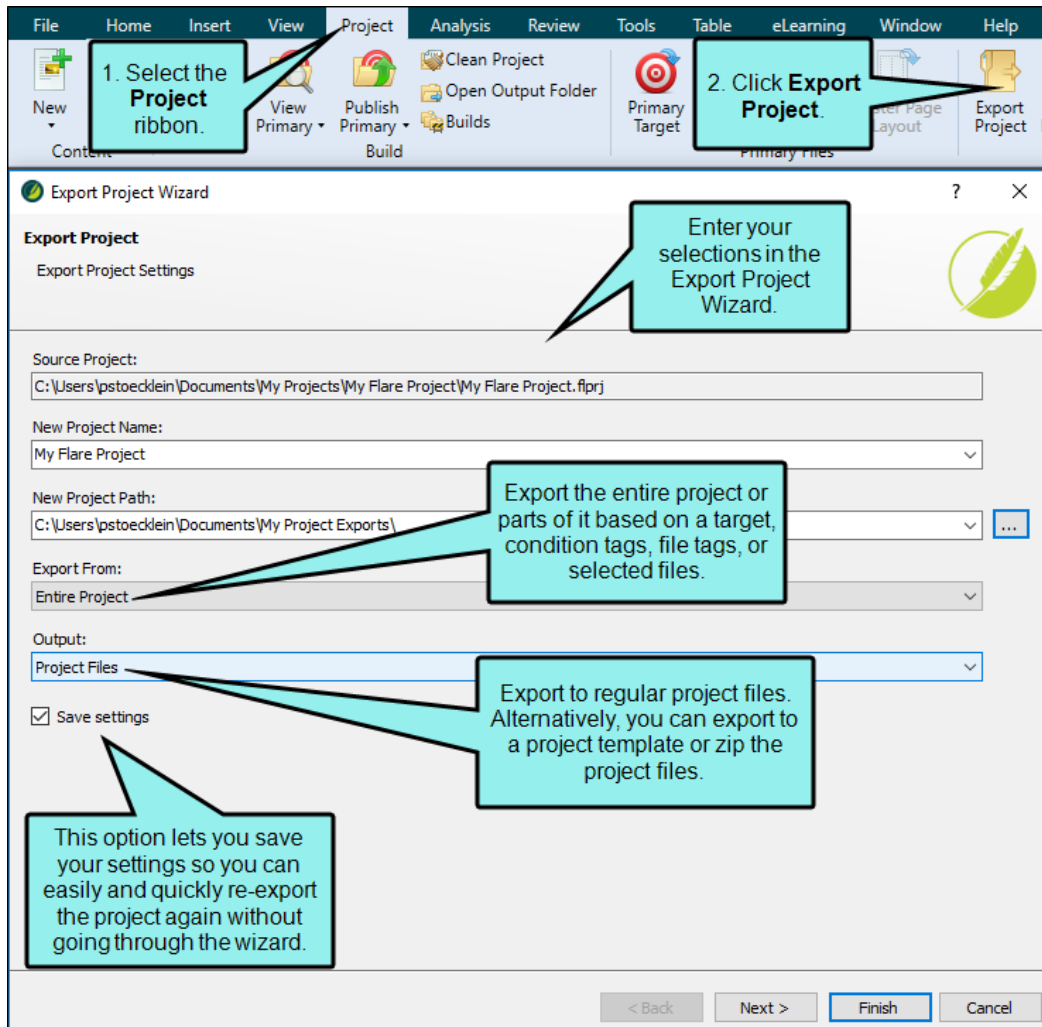 File Home Insert View Project Analysis Review Tools Table eLearning Window Help
1. Select the
Project
ribbon.
New
View
Primary
Publish
Primary
Clean Project
Open Output Folder
Builds
Primary
Target
2. Click Export
Project.
Page
Layout
Export
Project
Build
Primary Files
Export Project Wizard
?
Export Project
Export Project Settings
Enter your
selections in the
Export Project
Wizard.
Source Project:
C:\Users\pstoecklein\Documents\My Projects\My Flare Project\My Flare Project.flprj
New Project Name:
My Flare Project
New Project Path:
C:\Users\pstoecklein\Documents\My Project Exports\
...
Export the entire project or
parts of it based on a target,
condition tags, file tags, or
selected files.
Export From:
Entire Project
Output:
Project Files
Export to regular project files.
Alternatively, you can export to
a project template or zip the
project files.
Save settings
This option lets you save
your settings so you can
easily and quickly re-export
the project again without
going through the wizard.
< Back Next > Finish Cancel